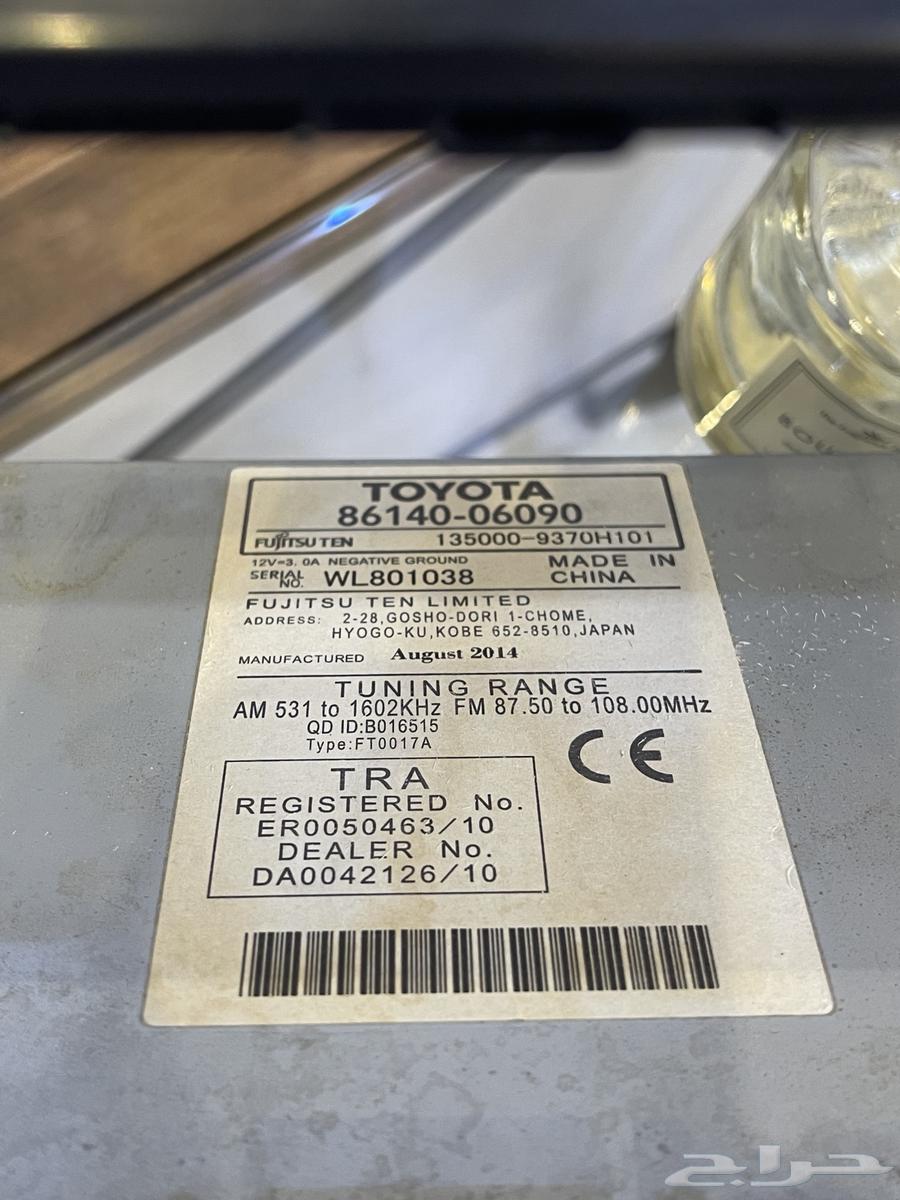 TOYOTA
86140-06090
FUJITSU TEN 135000-9370H101
12V=3.0A NEGATIVE GROUND
SERIAL NO. WL801038
MADE IN CHINA
FUJITSU TEN LIMITED
ADDRESS: 2-28,GOSHO-DORI 1-CHOME,
HYOGO-KU,KOBE 652-8510,JAPAN
MANUFACTURED August 2014
TUNING RANGE
AM 531 to 1602KHz FM 87.50 to 108.00MHz
QD ID:B016515
Type:FT0017A
CE
TRA
REGISTERED No.
ER0050463/10
DEALER No.
DA0042126/10
حراج